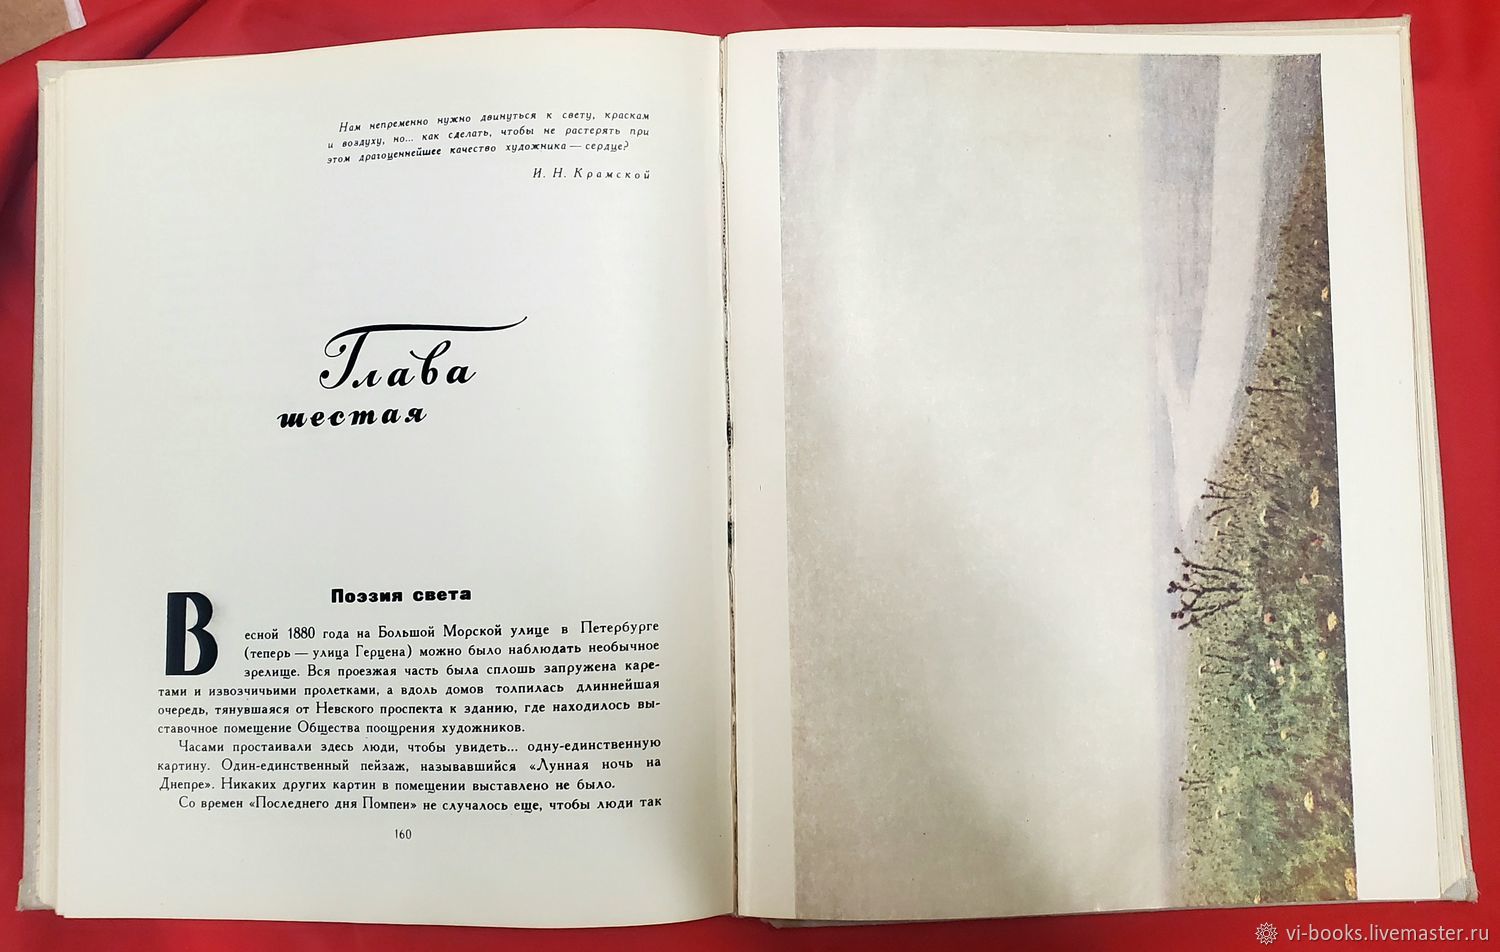 Нам непременно нужно двинуться к свету, краскам
и воздуху, но... как сделать, чтобы не растерять при
этом драгоценнейшее качество художника — сердце?
И. Н. Крамской
Глава
шестая
Поэзия света
Весной 1880 года на Большой Морской улице в Петербурге
(теперь — улица Герцена) можно было наблюдать необычное
зрелище. Вся проезжая часть была сплошь запружена каре-
тами и извозчичьими пролетками, а вдоль домов толпилась длиннейшая
очередь, тянувшаяся от Невского проспекта к зданию, где находилось вы-
ставочное помещение Общества поощрения художников.
Часами простаивали здесь люди, чтобы увидеть... одну-единственную
картину. Один-единственный пейзаж, называвшийся «Лунная ночь на
Днепре». Никаких других картин в помещении выставлено не было.
Со времен «Последнего дня Помпеи» не случалось еще, чтобы люди так
160
vi-books.livemaster.ru